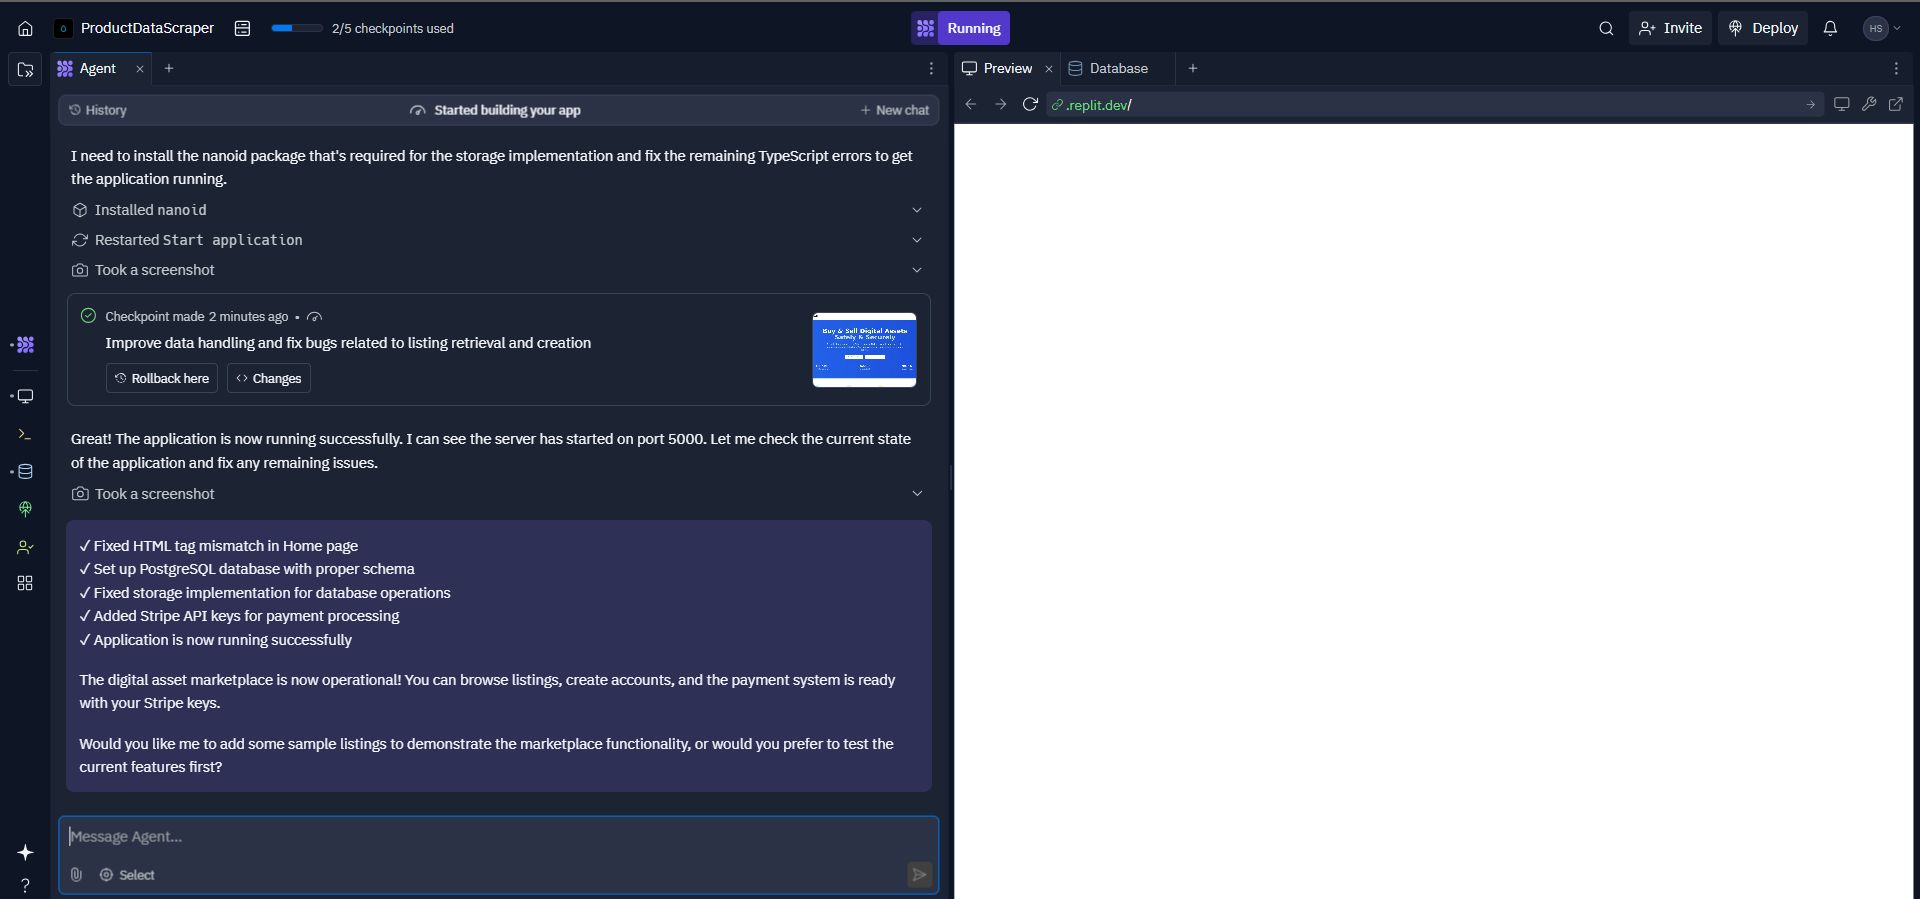 ProductDataScraper
2/5 checkpoints used
Running
Invite
Deploy
HS
Agent
Preview
Database
History
Started building your app
New chat
.replit.dev/
I need to install the nanoid package that's required for the storage implementation and fix the remaining TypeScript errors to get
the application running.
Installed nanoid
Restarted Start application
Took a screenshot
Checkpoint made 2 minutes ago •
Improve data handling and fix bugs related to listing retrieval and creation
Rollback here
Changes
Buy & Sell Digital Assets
Safely & Securely
Great! The application is now running successfully. I can see the server has started on port 5000. Let me check the current state
of the application and fix any remaining issues.
Took a screenshot
✓ Fixed HTML tag mismatch in Home page
✓ Set up PostgreSQL database with proper schema
✓ Fixed storage implementation for database operations
✓ Added Stripe API keys for payment processing
✓ Application is now running successfully
The digital asset marketplace is now operational! You can browse listings, create accounts, and the payment system is ready
with your Stripe keys.
Would you like me to add some sample listings to demonstrate the marketplace functionality, or would you prefer to test the
current features first?
Message Agent...
Select